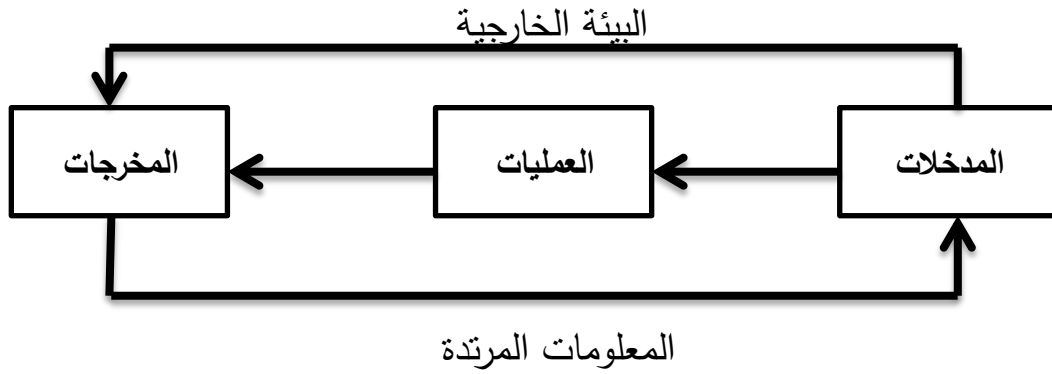 البيئة الخارجية
المدخلات
العمليات
المخرجات
المعلومات المرتدة